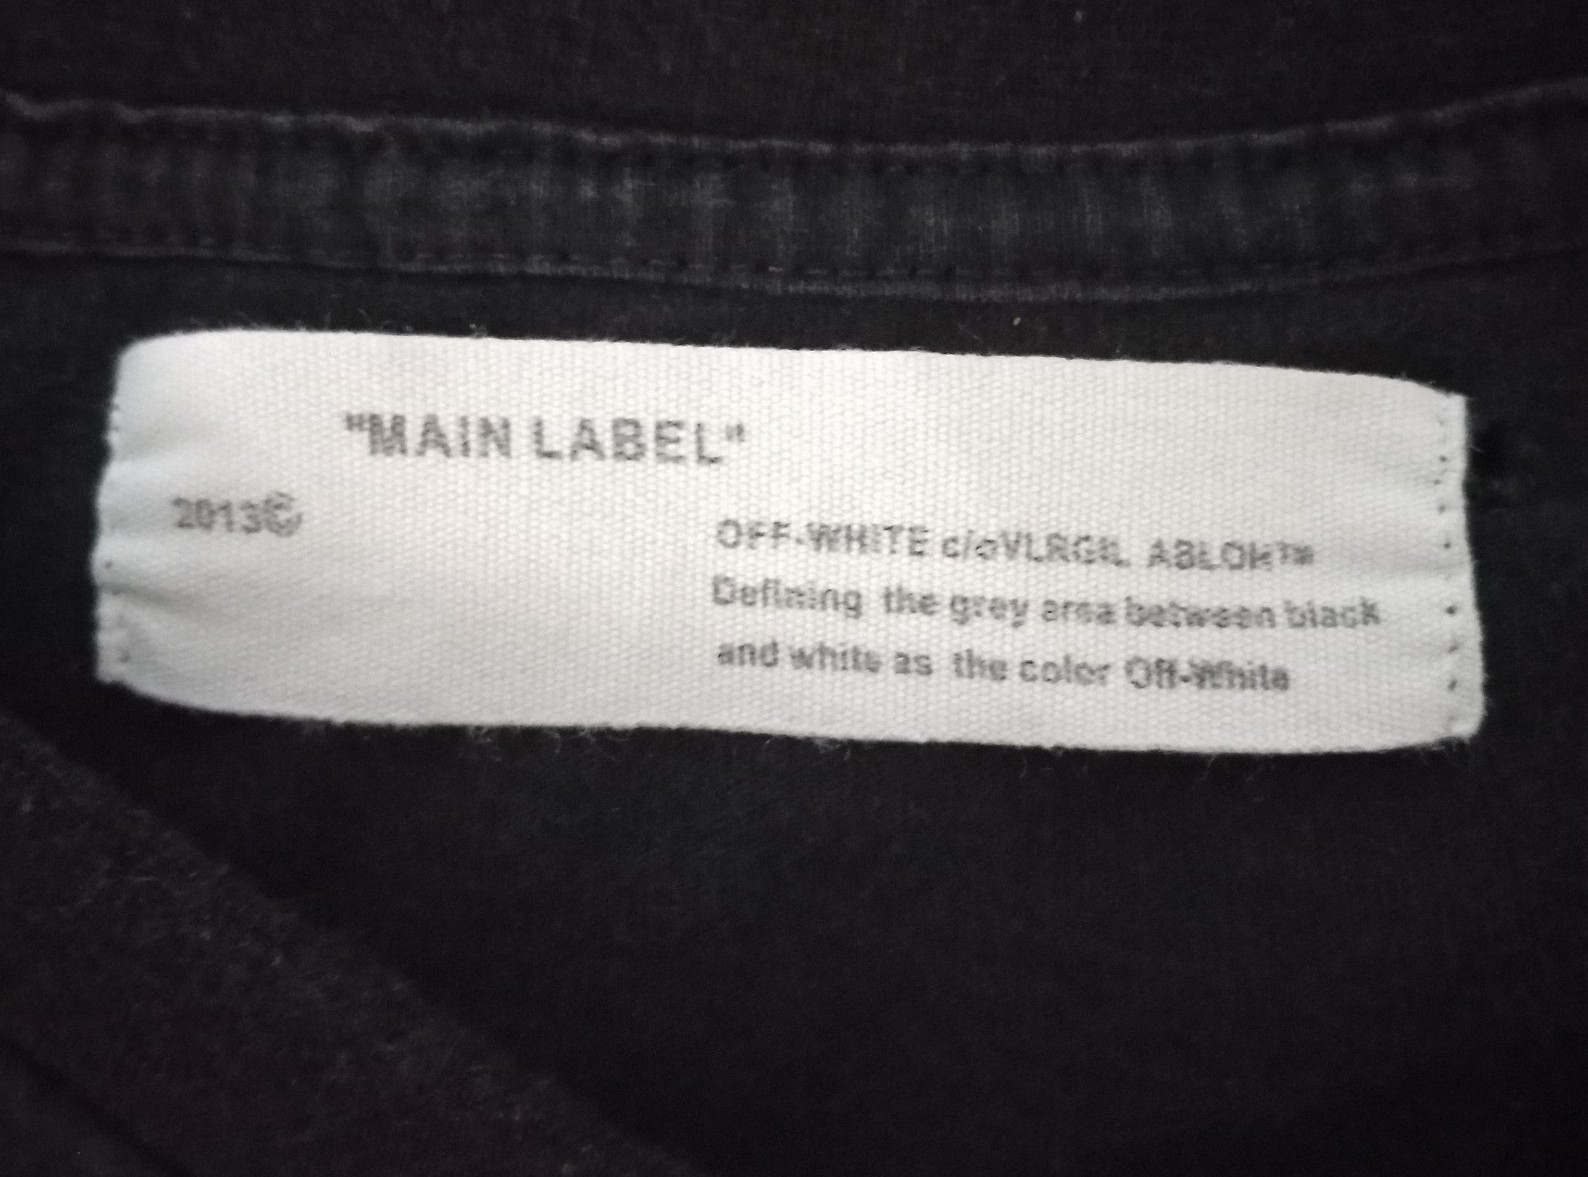 "MAIN LABEL"
2013©
OFF-WHITE c/oVLRGIL ABLOH™
Defining the grey area between black
and white as the color Off-White